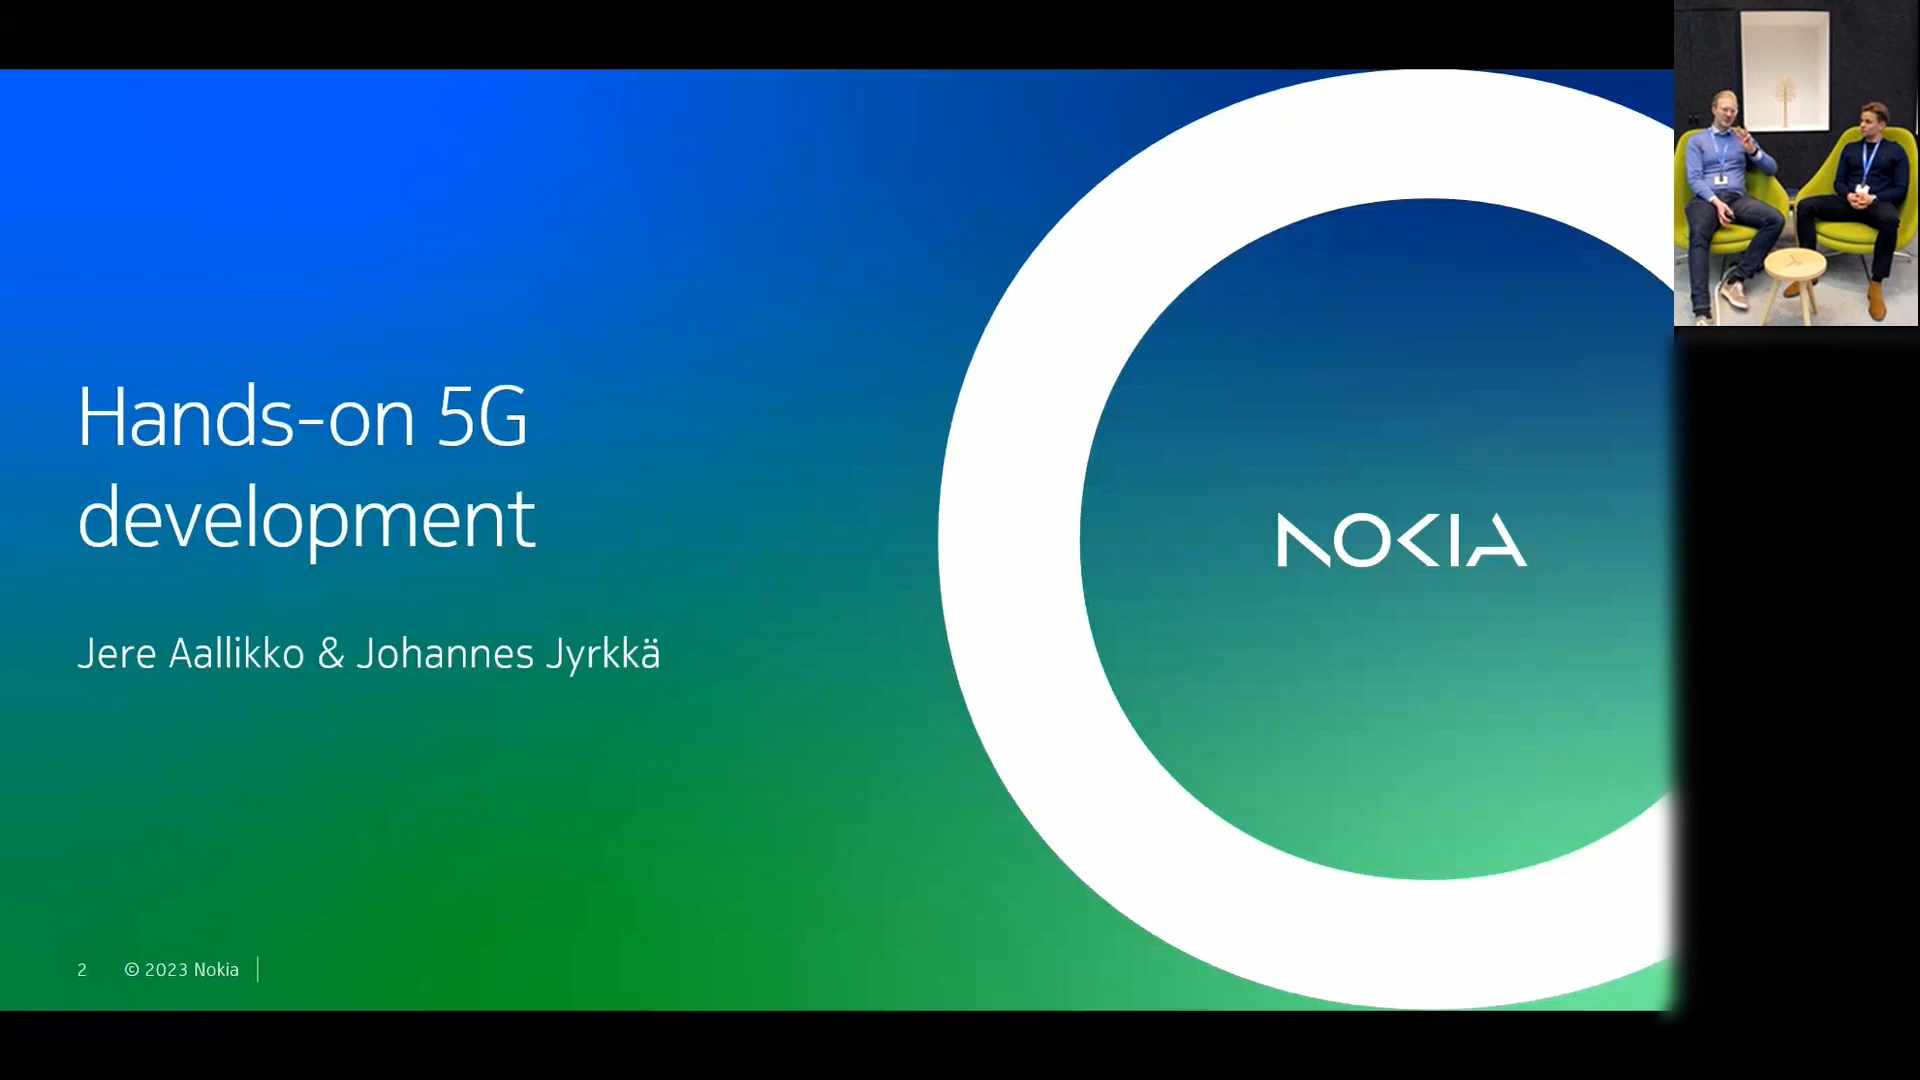 Hands-on 5G
development
NOKIA
Jere Aallikko & Johannes Jyrkkä
2 © 2023 Nokia